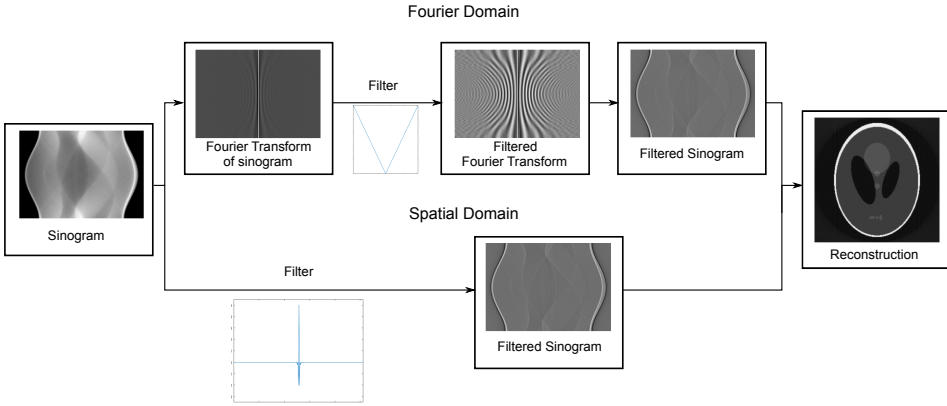 Fourier Domain
Fourier Transform
of sinogram
Filter
Filtered
Fourier Transform
Filtered Sinogram
Sinogram
Reconstruction
Spatial Domain
Filter
Filtered Sinogram